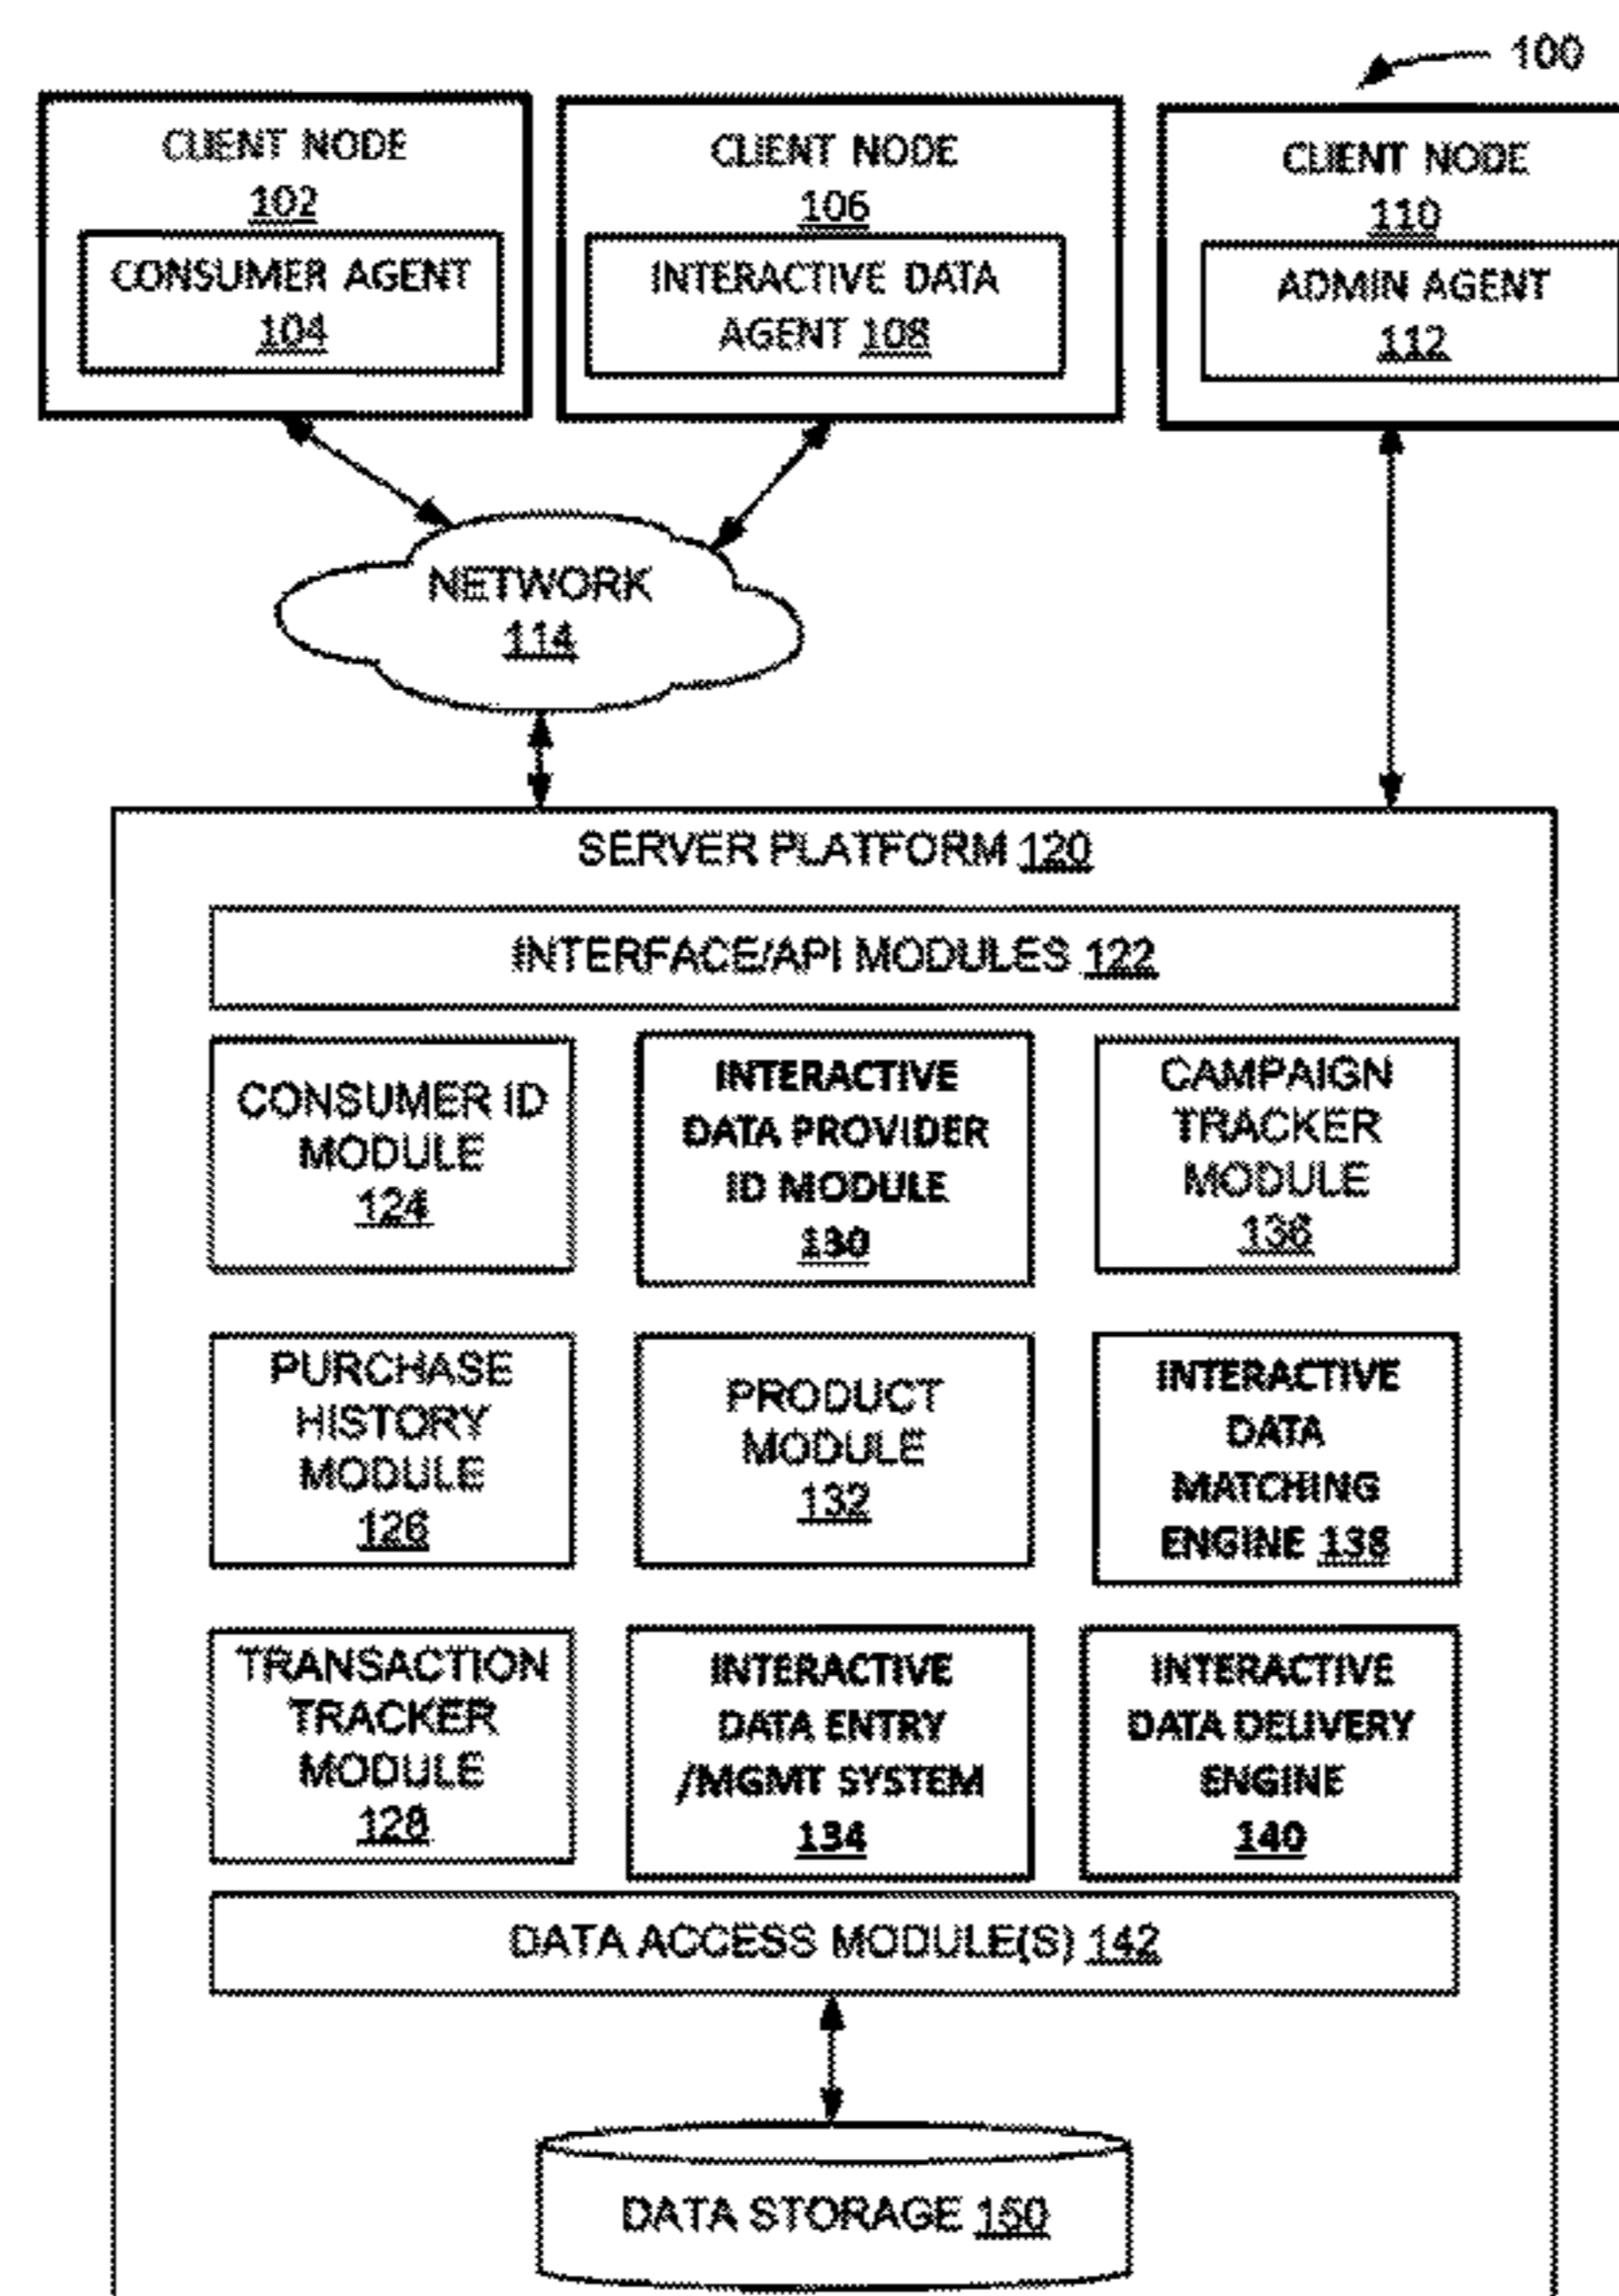 100
CLIENT NODE
102
CONSUMER AGENT
104
CLIENT NODE
106
INTERACTIVE DATA
AGENT 108
CLIENT NODE
110
ADMIN AGENT
112
NETWORK
114
SERVER PLATFORM 120
INTERFACE/API MODULES 122
CONSUMER ID
MODULE
124
INTERACTIVE
DATA PROVIDER
ID MODULE
130
CAMPAIGN
TRACKER
MODULE
136
PURCHASE
HISTORY
MODULE
126
PRODUCT
MODULE
132
INTERACTIVE
DATA
MATCHING
ENGINE 138
TRANSACTION
TRACKER
MODULE
128
INTERACTIVE
DATA ENTRY
/MGMT SYSTEM
134
INTERACTIVE
DATA DELIVERY
ENGINE
140
DATA ACCESS MODULE(S) 142
DATA STORAGE 150